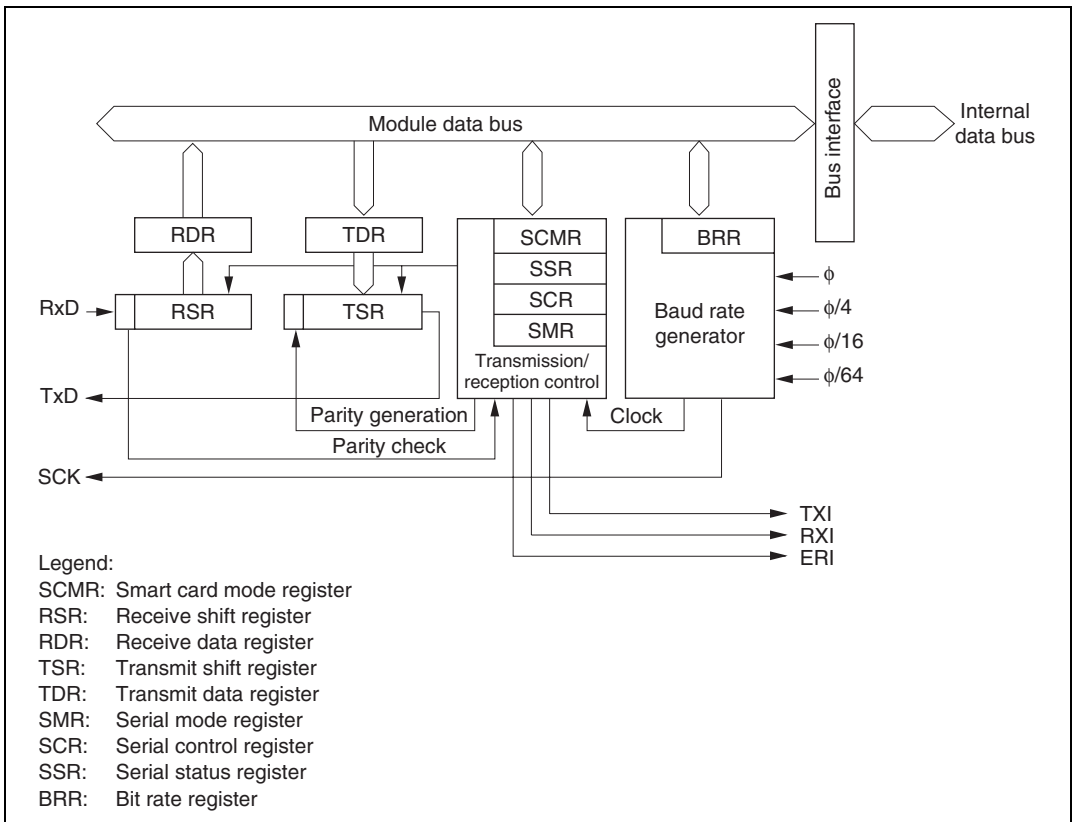 Module data bus
Bus interface
Internal
data bus
RDR
TDR
SCMR
BRR
SSR
φ
RxD
RSR
TSR
SCR
Baud rate
generator
φ/4
SMR
φ/16
Transmission/
reception control
φ/64
TxD
Parity generation
Clock
Parity check
SCK
TXI
RXI
ERI
Legend:
SCMR: Smart card mode register
RSR: Receive shift register
RDR: Receive data register
TSR: Transmit shift register
TDR: Transmit data register
SMR: Serial mode register
SCR: Serial control register
SSR: Serial status register
BRR: Bit rate register